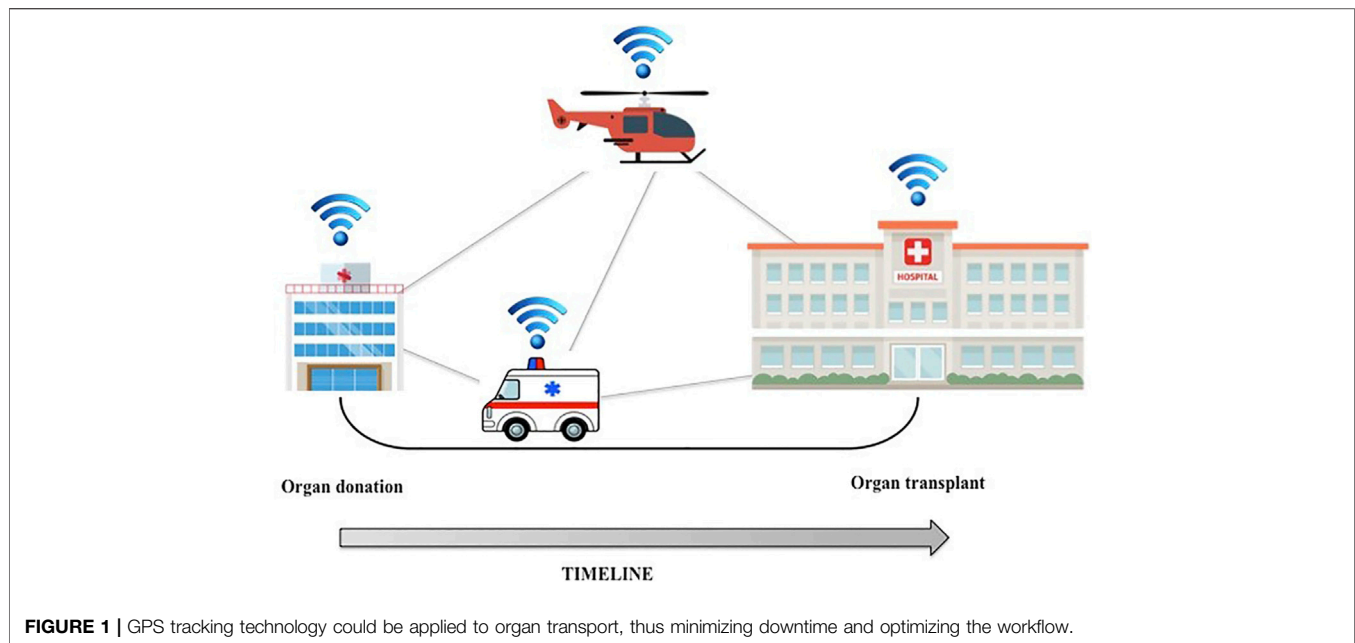 HOSPITAL
Organ donation
Organ transplant
TIMELINE
FIGURE 1 | GPS tracking technology could be applied to organ transport, thus minimizing downtime and optimizing the workflow.